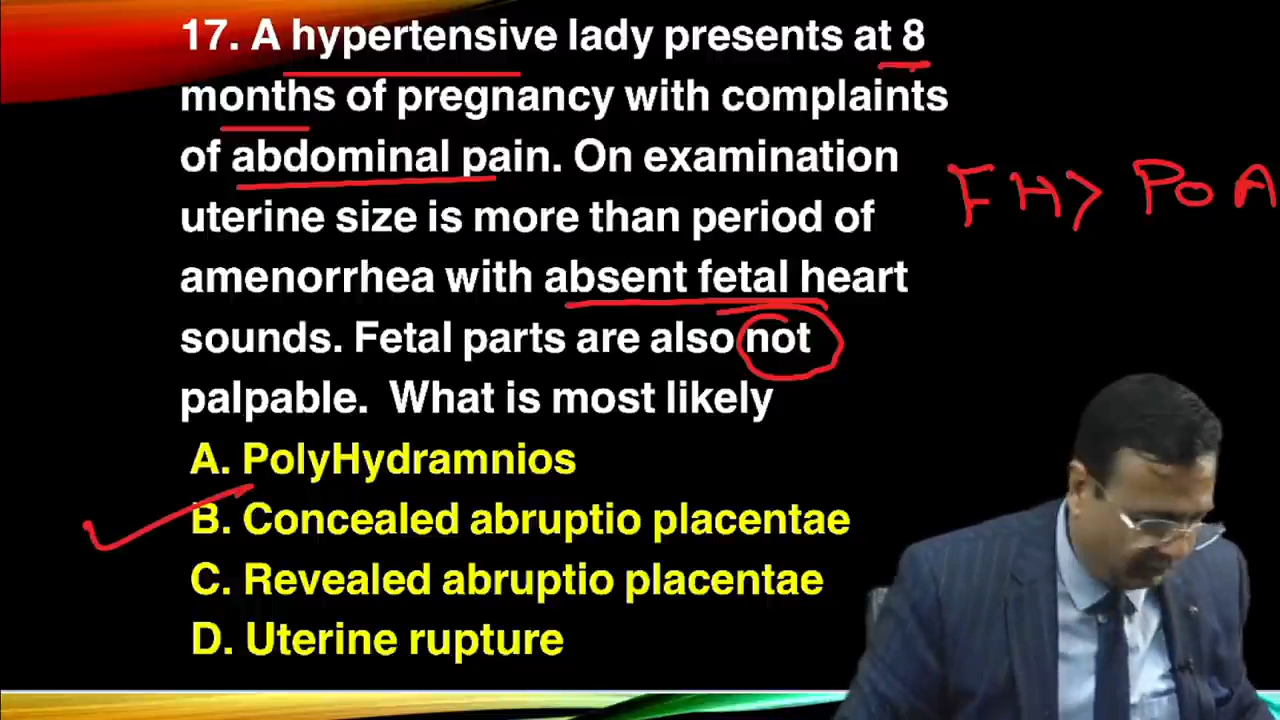 17. A hypertensive lady presents at 8
months of pregnancy with complaints
of abdominal pain. On examination
uterine size is more than period of
amenorrhea with absent fetal heart
sounds. Fetal parts are also not
palpable. What is most likely
FH> POA
A. PolyHydramnios
B. Concealed abruptio placentae
C. Revealed abruptio placentae
D. Uterine rupture